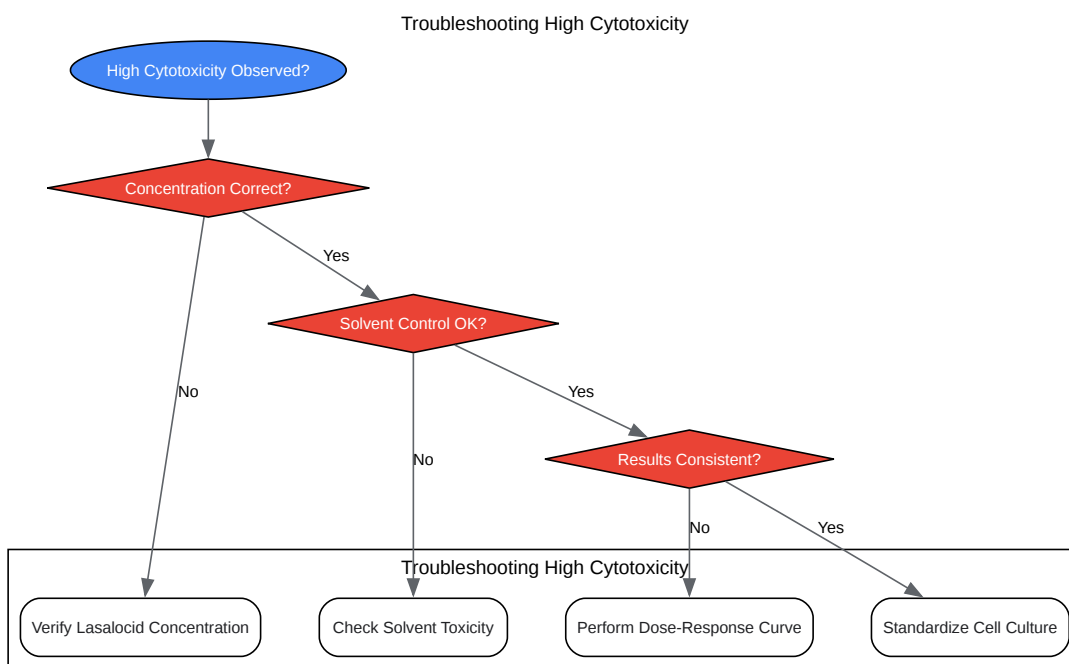 Troubleshooting High Cytotoxicity
High Cytotoxicity Observed?
Concentration Correct?
Yes
Solvent Control OK?
No
Yes
No
Results Consistent?
No
Yes
Troubleshooting High Cytotoxicity
Verify Lasalocid Concentration
Check Solvent Toxicity
Perform Dose-Response Curve
Standardize Cell Culture